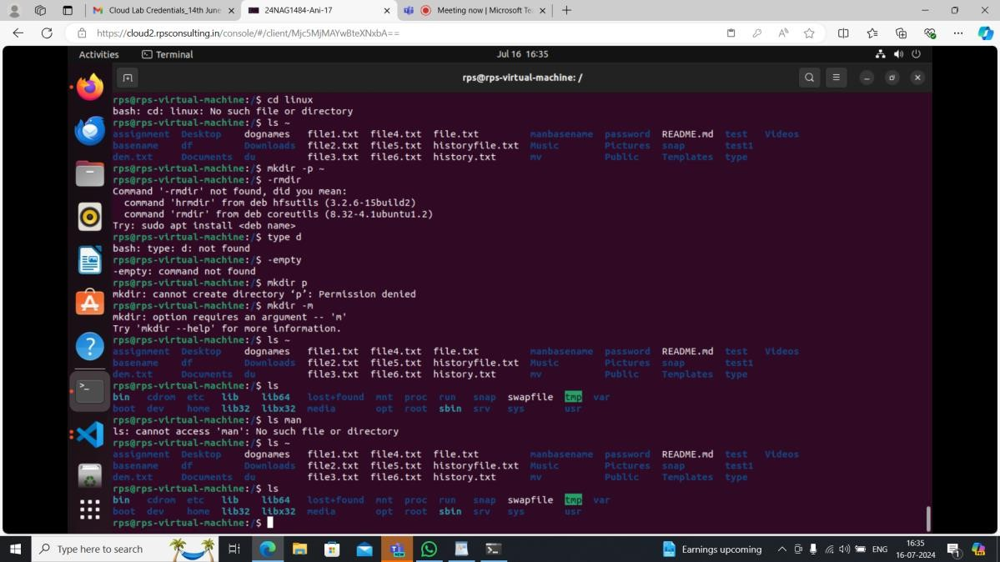 Cloud Lab Credentials_14th June
24NAG1484-Ani-17
Meeting now | Microsoft Te
https://cloud2.rpsconsulting.in/console/#/client/Mjc5MjMAYwBteXNxbA==
Activities Terminal Jul 16 16:35
rps@rps-virtual-machine: /
rps@rps-virtual-machine:/$ cd linux
bash: cd: linux: No such file or directory
rps@rps-virtual-machine:/$ ls ~
assignment Desktop dognames file1.txt file4.txt file.txt manbasename password README.md test Videos
basename df Downloads file2.txt file5.txt historyfile.txt Music Pictures snap test1
dem.txt Documents du file3.txt file6.txt history.txt mv Public Templates type
rps@rps-virtual-machine:/$ mkdir -p ~
rps@rps-virtual-machine:/$ -rmdir
Command '-rmdir' not found, did you mean:
command 'hrmdir' from deb hfsutils (3.2.6-15build2)
command 'rmdir' from deb coreutils (8.32-4.1ubuntu1.2)
Try: sudo apt install <deb name>
rps@rps-virtual-machine:/$ type d
bash: type: d: not found
rps@rps-virtual-machine:/$ -empty
-empty: command not found
rps@rps-virtual-machine:/$ mkdir p
mkdir: cannot create directory ‘p’: Permission denied
rps@rps-virtual-machine:/$ mkdir -m
mkdir: option requires an argument -- 'm'
Try 'mkdir --help' for more information.
rps@rps-virtual-machine:/$ ls ~
assignment Desktop dognames file1.txt file4.txt file.txt manbasename password README.md test Videos
basename df Downloads file2.txt file5.txt historyfile.txt Music Pictures snap test1
dem.txt Documents du file3.txt file6.txt history.txt mv Public Templates type
rps@rps-virtual-machine:/$ ls
bin cdrom etc lib lib64 lost+found mnt proc run snap swapfile tmp var
boot dev home lib32 libx32 media opt root sbin srv sys usr
rps@rps-virtual-machine:/$ ls man
ls: cannot access 'man': No such file or directory
rps@rps-virtual-machine:/$ ls ~
assignment Desktop dognames file1.txt file4.txt file.txt manbasename password README.md test Videos
basename df Downloads file2.txt file5.txt historyfile.txt Music Pictures snap test1
dem.txt Documents du file3.txt file6.txt history.txt mv Public Templates type
rps@rps-virtual-machine:/$ ls
bin cdrom etc lib lib64 lost+found mnt proc run snap swapfile tmp var
boot dev home lib32 libx32 media opt root sbin srv sys usr
rps@rps-virtual-machine:/$
Type here to search
Earnings upcoming
ENG
16:35
16-07-2024
1